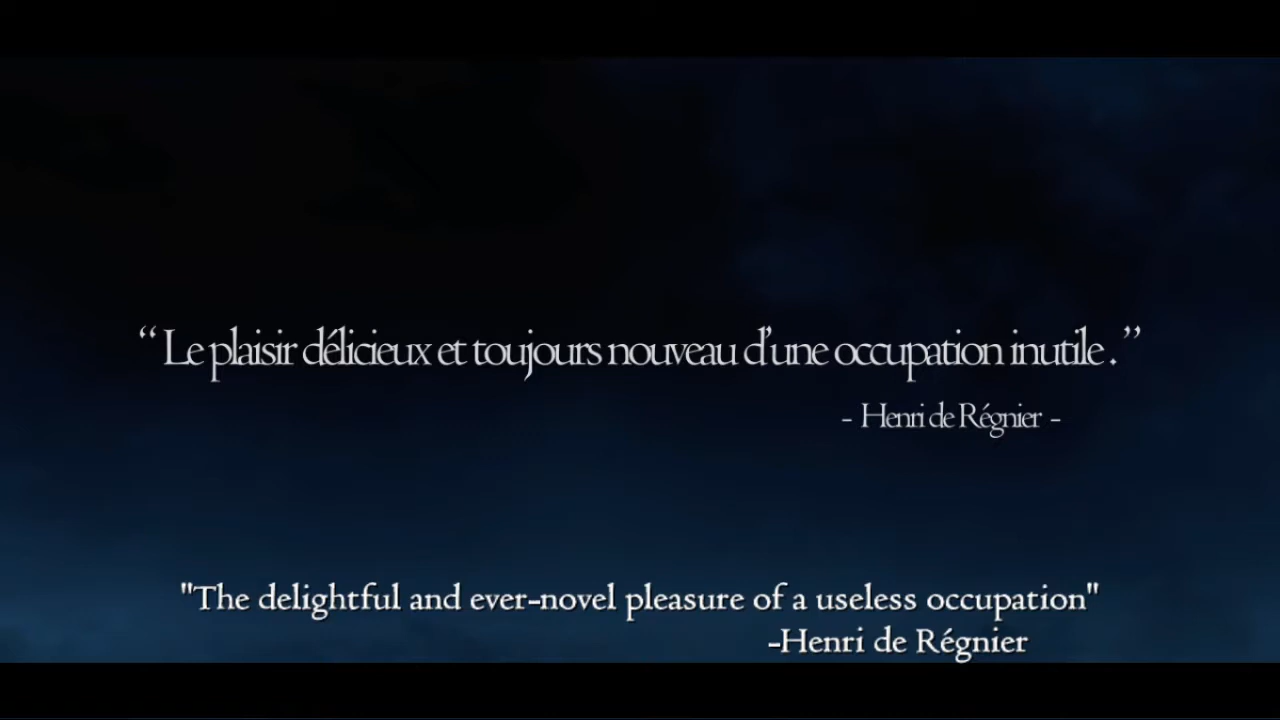 “ Le plaisir délicieux et toujours nouveau d’une occupation inutile . ”
- Henri de Régnier -
"The delightful and ever-novel pleasure of a useless occupation"
-Henri de Régnier